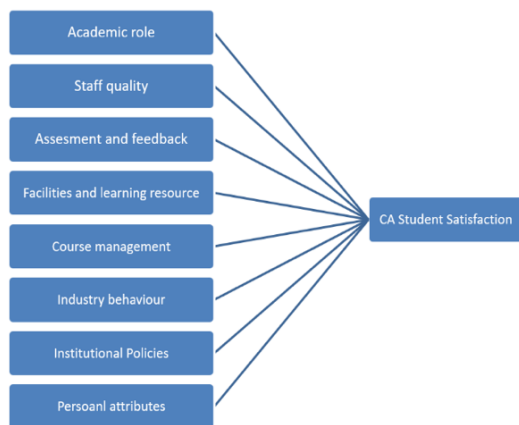 Academic role
Staff quality
Assesment and feedback
Facilities and learning resource
CA Student Satisfaction
Course management
Industry behaviour
Institutional Policies
Persoanl attributes